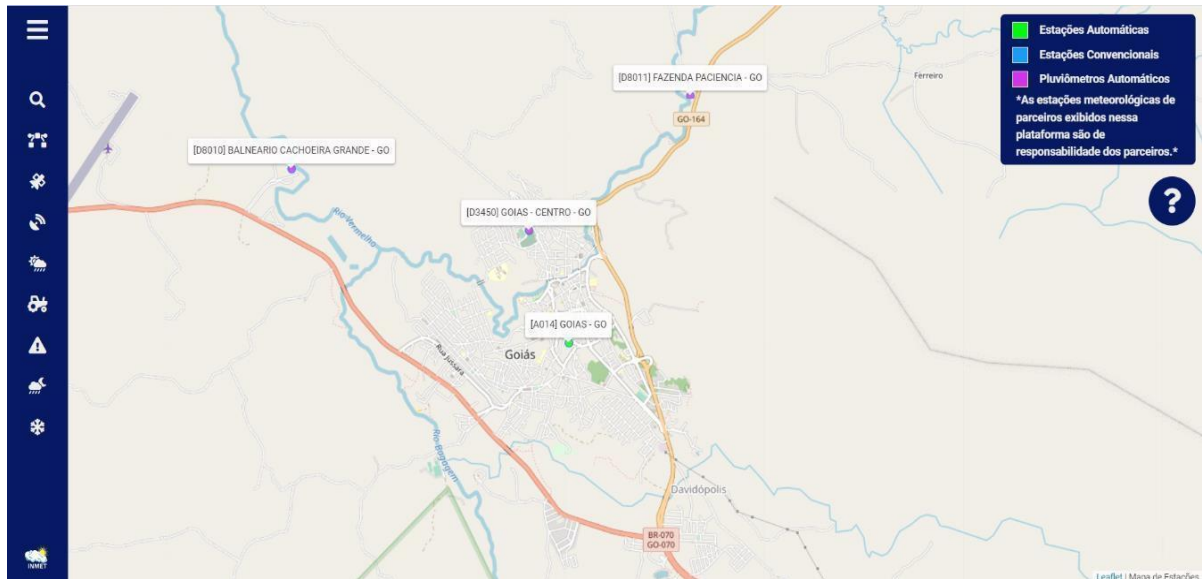 Estações Automáticas
Estações Convencionais
Pluviômetros Automáticos
*As estações meteorológicas de
parceiros exibidos nessa
plataforma são de
responsabilidade dos parceiros.*
?
[D8011] FAZENDA PACIENCIA - GO
Ferreiro
GO-164
[D8010] BALNEARIO CACHOEIRA GRANDE - GO
[D3450] GOIAS - CENTRO - GO
Rio Vermelho
[A014] GOIAS - GO
Goiás
Rua Jussara
Rio Bagagem
Davidópolis
BR-070
GO-070
INMET
Leaflet | Mapa de Estações